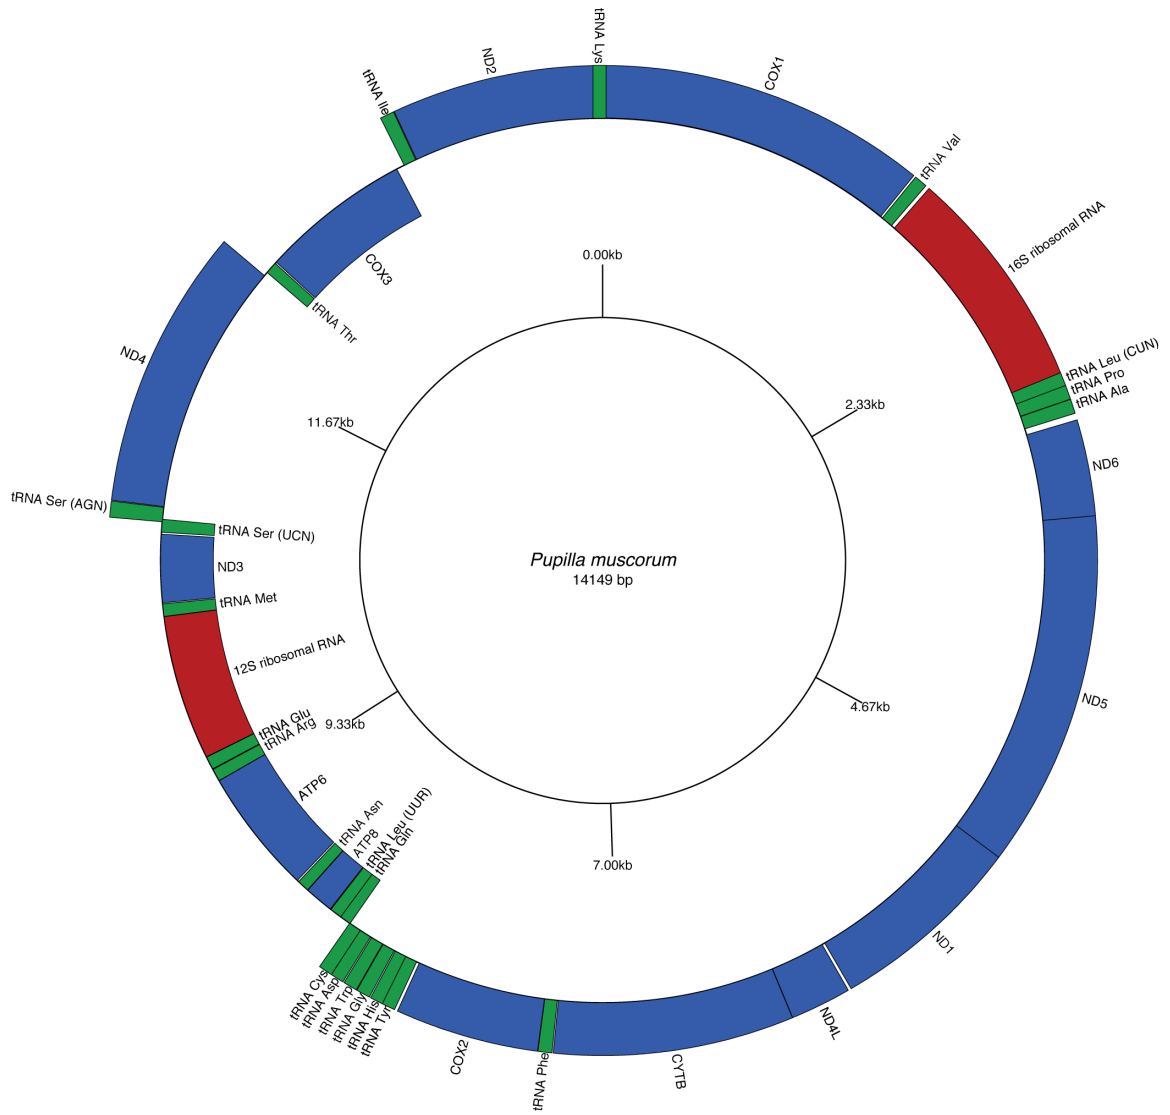 tRNA Lys
COX1
tRNA Val
16S ribosomal RNA
tRNA Leu (CUN)
tRNA Pro
tRNA Ala
ND6
ND5
ND1
ND4L
CYTB
tRNA Phe
COX2
tRNA Tyr
tRNA His
tRNA Gly
tRNA Trp
tRNA Asp
tRNA Cys
tRNA Gln
tRNA Leu (UUR)
ATP8
tRNA Asn
ATP6
tRNA Arg
tRNA Glu
12S ribosomal RNA
tRNA Met
ND3
tRNA Ser (UCN)
tRNA Ser (AGN)
ND4
tRNA Thr
COX3
tRNA Ile
ND2
0.00kb
2.33kb
4.67kb
7.00kb
9.33kb
11.67kb
Pupilla muscorum
14149 bp